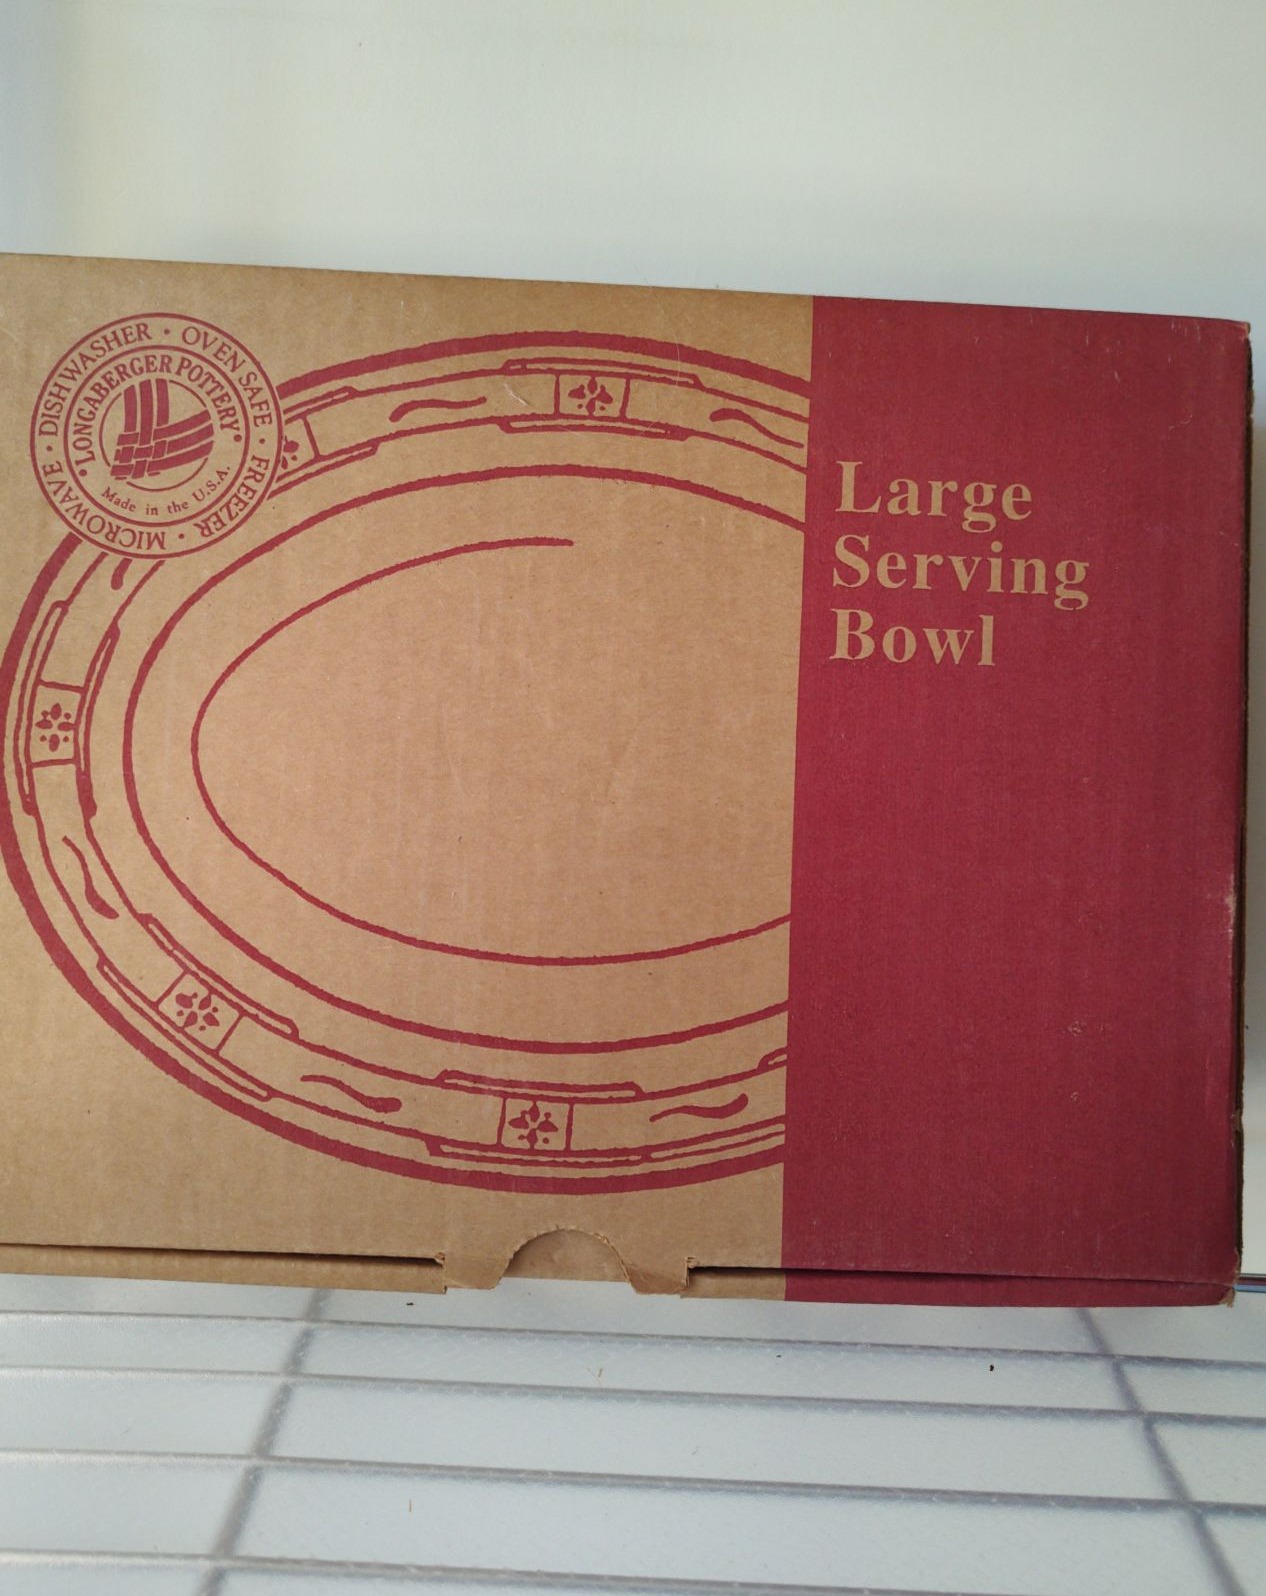 DISHWASHER • OVEN SAFE • FREEZER • MICROWAVE •
• LONGABERGER POTTERY •
Made in the U.S.A.
Large
Serving
Bowl